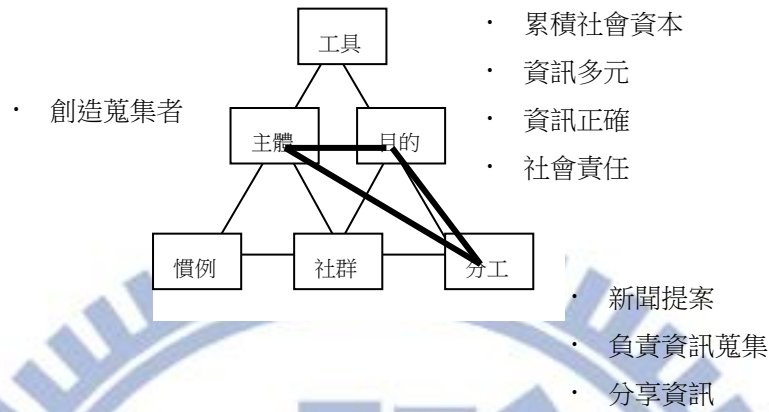 工具
· 累積社會資本
· 資訊多元
· 資訊正確
· 社會責任
· 創造蒐集者
主體
目的
慣例
社群
分工
· 新聞提案
· 負責資訊蒐集
· 分享資訊